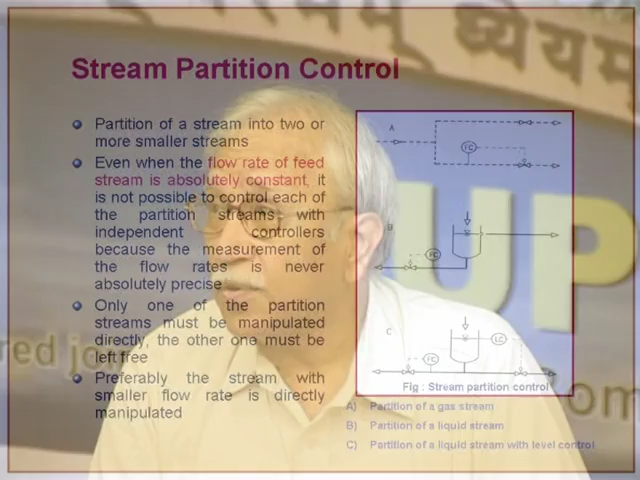 रमम् ध्येयम्
Stream Partition Control
Partition of a stream into two or
more smaller streams
Even when the flow rate of feed
stream is absolutely constant, it
is not possible to control each of
the partition streams with
independent controllers
because the measurement of
the flow rates is never
absolutely precise
Only one of the partition
streams must be manipulated
directly, the other one must be
left free
Preferably the stream with
smaller flow rate is directly
manipulated
A
FC
B
FC
C
LC
FC
Fig : Stream partition control
A) Partition of a gas stream
B) Partition of a liquid stream
C) Partition of a liquid stream with level control
UP
red jo
om